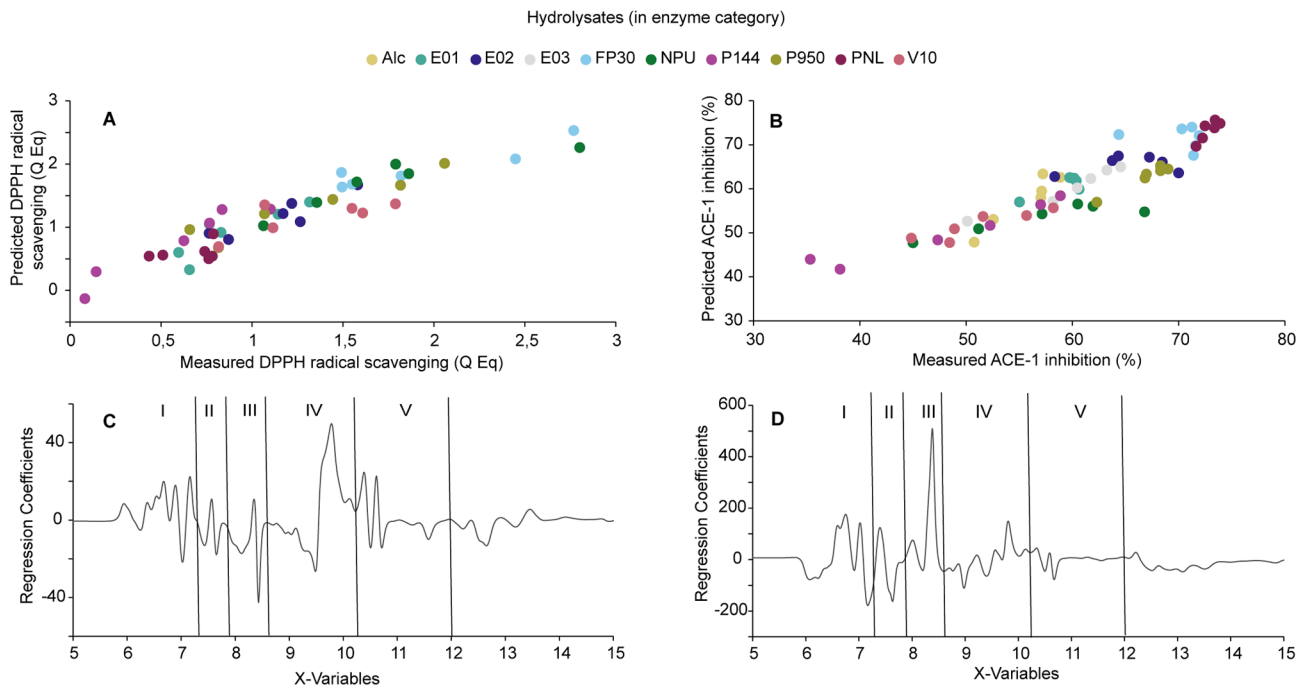 Hydrolysates (in enzyme category)
Alc E01 E02 E03 FP30 NPU P144 P950 PNL V10
A
Predicted DPPH radical
scavenging (Q Eq)
3
2
1
0
0 0,5 1 1,5 2 2,5 3
Measured DPPH radical scavenging (Q Eq)
B
Predicted ACE-1 inhibition (%)
80
70
60
50
40
30
30 40 50 60 70 80
Measured ACE-1 inhibition (%)
C
I II III IV V
Regression Coefficients
40
0
-40
5 6 7 8 9 10 11 12 13 14 15
X-Variables
D
I II III IV V
Regression Coefficients
600
400
200
0
-200
5 6 7 8 9 10 11 12 13 14 15
X-Variables